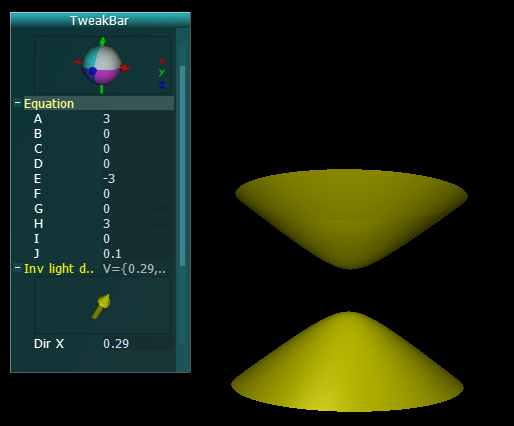 TweakBar
x
y
z
− Equation
A 3
B 0
C 0
D 0
E -3
F 0
G 0
H 3
I 0
J 0.1
− Inv light d.. V={0.29,..
Dir X 0.29